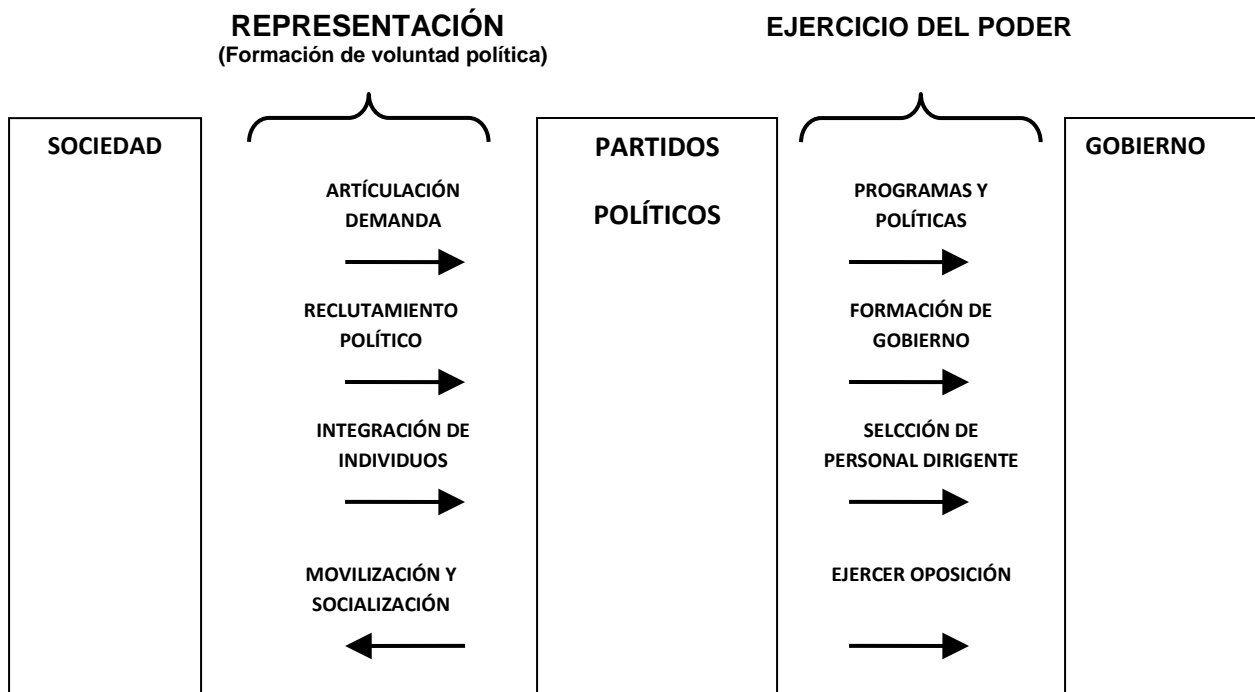 REPRESENTACIÓN
(Formación de voluntad política)
EJERCICIO DEL PODER
SOCIEDAD
ARTÍCULACIÓN
DEMANDA
RECLUTAMIENTO
POLÍTICO
INTEGRACIÓN DE
INDIVIDUOS
MOVILIZACIÓN Y
SOCIALIZACIÓN
PARTIDOS
POLÍTICOS
PROGRAMAS Y
POLÍTICAS
FORMACIÓN DE
GOBIERNO
SELCCIÓN DE
PERSONAL DIRIGENTE
EJERCER OPOSICIÓN
GOBIERNO